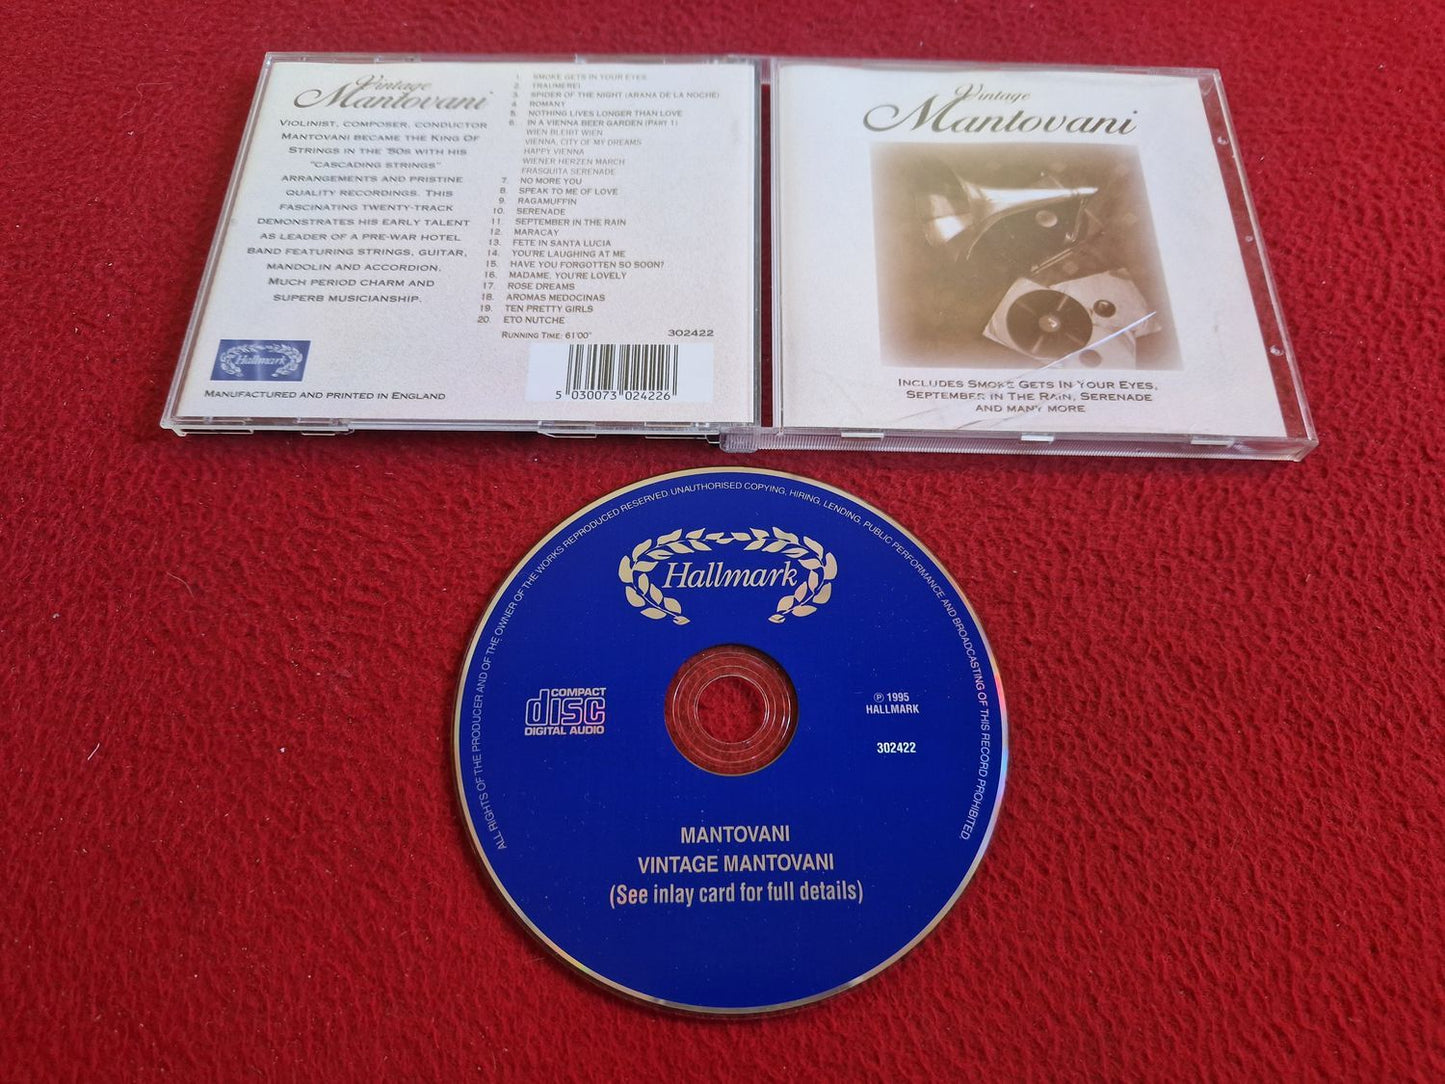 Vintage
Mantovani
VIOLINIST, COMPOSER, CONDUCTOR
MANTOVANI BECAME THE KING OF
STRINGS IN THE '50S WITH HIS
"CASCADING STRINGS"
ARRANGEMENTS AND PRISTINE
QUALITY RECORDINGS. THIS
FASCINATING TWENTY-TRACK
DEMONSTRATES HIS EARLY TALENT
AS LEADER OF A PRE-WAR HOTEL
BAND FEATURING STRINGS, GUITAR,
MANDOLIN AND ACCORDION.
MUCH PERIOD CHARM AND
SUPERB MUSICIANSHIP.
Hallmark
MANUFACTURED AND PRINTED IN ENGLAND
1. SMOKE GETS IN YOUR EYES
2. TRAUMEREI
3. SPIDER OF THE NIGHT (ARANA DE LA NOCHE)
4. ROMANY
5. NOTHING LIVES LONGER THAN LOVE
6. IN A VIENNA BEER GARDEN (PART 1)
WIEN BLEIBT WIEN
VIENNA, CITY OF MY DREAMS
HAPPY VIENNA
WIENER HERZEN MARCH
FRASQUITA SERENADE
7. NO MORE YOU
8. SPEAK TO ME OF LOVE
9. RAGAMUFFIN
10. SERENADE
11. SEPTEMBER IN THE RAIN
12. MARACAY
13. FETE IN SANTA LUCIA
14. YOU'RE LAUGHING AT ME
15. HAVE YOU FORGOTTEN SO SOON?
16. MADAME, YOU'RE LOVELY
17. ROSE DREAMS
18. AROMAS MEDOCINAS
19. TEN PRETTY GIRLS
20. ETO NUTCHE
RUNNING TIME: 61'00" 302422
5 030073 024226
Vintage
Mantovani
INCLUDES SMOKE GETS IN YOUR EYES,
SEPTEMBER IN THE RAIN, SERENADE
AND MANY MORE
ALL RIGHTS OF THE PRODUCER AND OF THE OWNER OF THE WORKS REPRODUCED RESERVED UNAUTHORISED COPYING, HIRING, LENDING, PUBLIC PERFORMANCE AND BROADCASTING OF THIS RECORD PROHIBITED.
Hallmark
COMPACT
disc
DIGITAL AUDIO
℗ 1995
HALLMARK
302422
MANTOVANI
VINTAGE MANTOVANI
(See inlay card for full details)